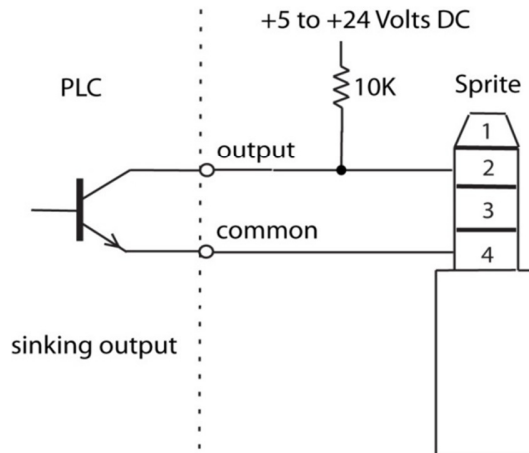 +5 to +24 Volts DC
PLC
10K
Sprite
1
output
2
3
common
4
sinking output